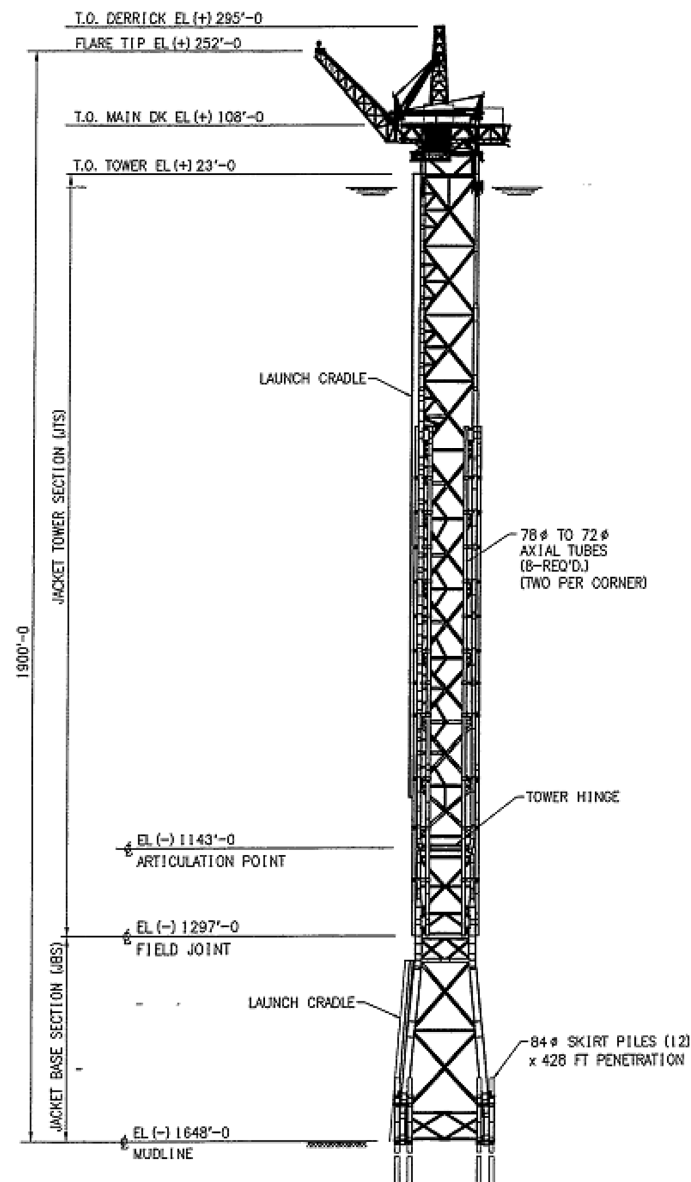 T.O. DERRICK EL (+) 295'-0
FLARE TIP EL (+) 252'-0
T.O. MAIN DK EL (+) 108'-0
T.O. TOWER EL (+) 23'-0
LAUNCH CRADLE
JACKET TOWER SECTION (JTS)
78ø TO 72ø
AXIAL TUBES
(8-REQ'D.)
(TWO PER CORNER)
1900'-0
TOWER HINGE
EL (-) 1143'-0
ARTICULATION POINT
EL (-) 1297'-0
FIELD JOINT
JACKET BASE SECTION (JBS)
LAUNCH CRADLE
84ø SKIRT PILES (12)
x 428 FT PENETRATION
EL (-) 1648'-0
MUDLINE